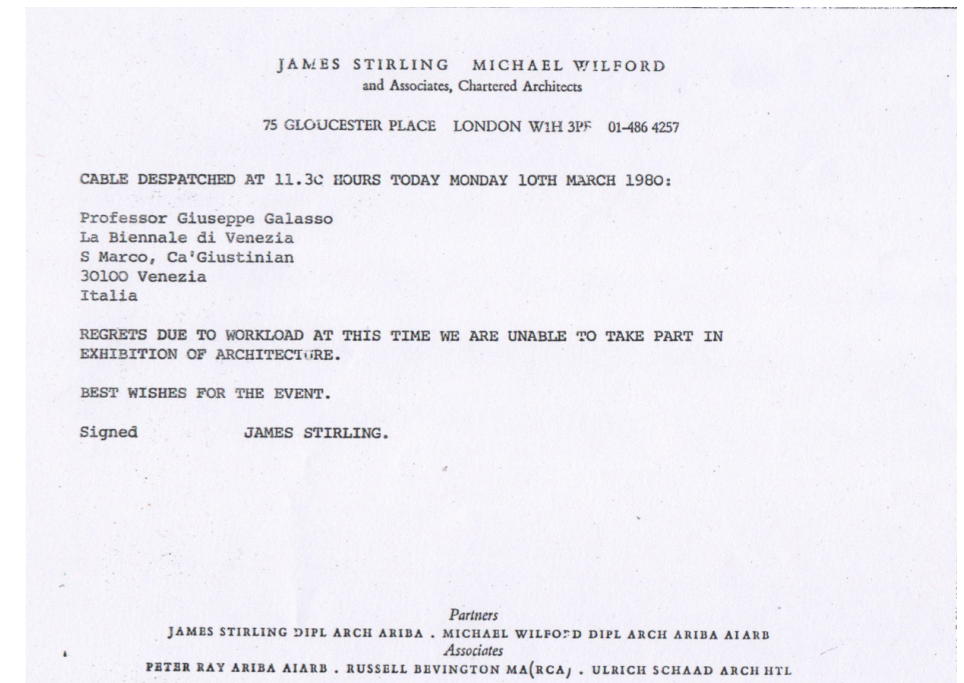 JAMES STIRLING MICHAEL WILFORD
and Associates, Chartered Architects
75 GLOUCESTER PLACE LONDON W1H 3PF 01-486 4257
CABLE DESPATCHED AT 11.30 HOURS TODAY MONDAY 10TH MARCH 1980:
Professor Giuseppe Galasso
La Biennale di Venezia
S Marco, Ca'Giustinian
30100 Venezia
Italia
REGRETS DUE TO WORKLOAD AT THIS TIME WE ARE UNABLE TO TAKE PART IN
EXHIBITION OF ARCHITECTURE.
BEST WISHES FOR THE EVENT.
Signed JAMES STIRLING.
Partners
JAMES STIRLING DIPL ARCH ARIBA . MICHAEL WILFORD DIPL ARCH ARIBA AIARB
Associates
PETER RAY ARIBA AIARB . RUSSELL BEVINGTON MA(RCA) . ULRICH SCHAAD ARCH HTL